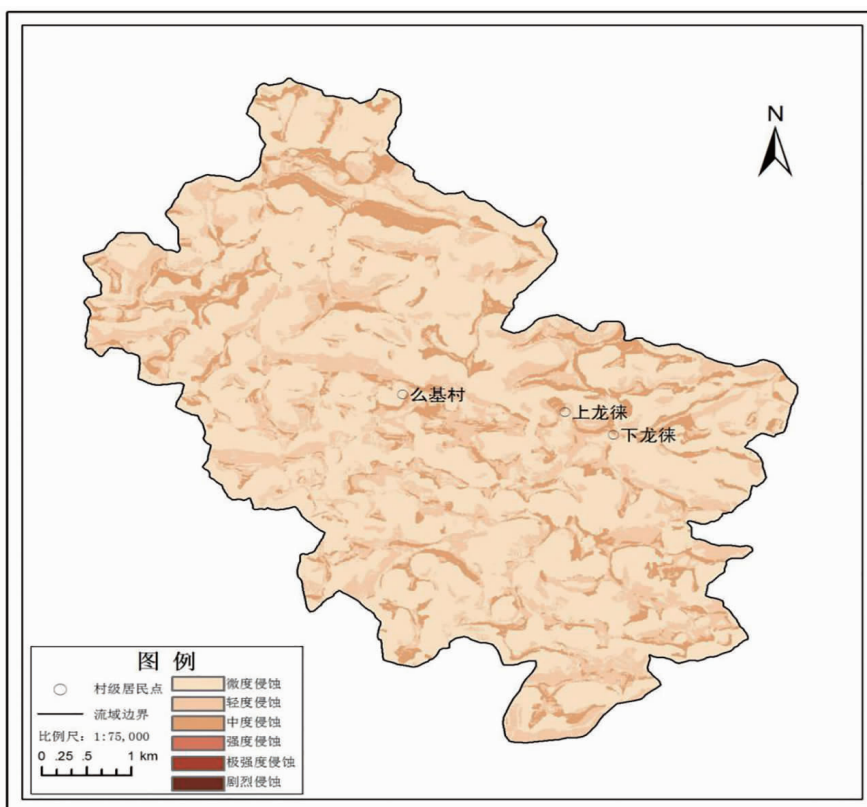 N
么基村
上龙徕
下龙徕
图 例
村级居民点
流域边界
比例尺：1:75,000
0 .25 .5 1 km
微度侵蚀
轻度侵蚀
中度侵蚀
强度侵蚀
极强度侵蚀
剧烈侵蚀